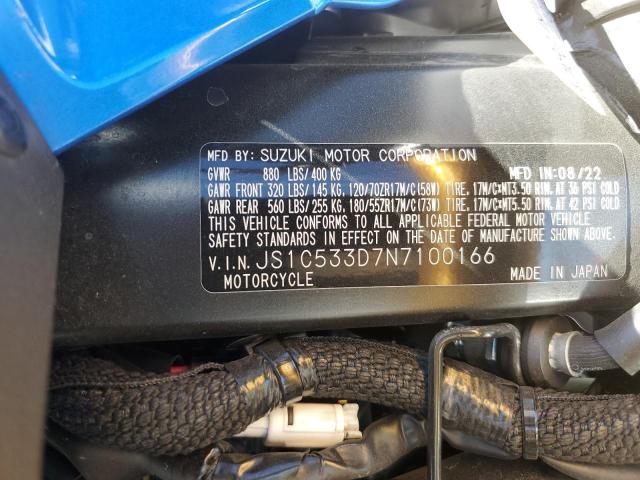 MFD BY: SUZUKI MOTOR CORPORATION
GVWR 880 LBS/400 KG MFD IN:08/22
GAWR FRONT 320 LBS/145 KG, 120/70ZR17M/C(58W) TIRE, 17M/C×MT3.50 RIM, AT 36 PSI COLD
GAWR REAR 560 LBS/255 KG, 180/55ZR17M/C(73W) TIRE, 17M/C×MT5.50 RIM, AT 42 PSI COLD
THIS VEHICLE CONFORMS TO ALL APPLICABLE FEDERAL MOTOR VEHICLE
SAFETY STANDARDS IN EFFECT ON THE DATE OF MANUFACTURE SHOWN ABOVE.
V.I.N. JS1C533D7N7100166
MOTORCYCLE MADE IN JAPAN